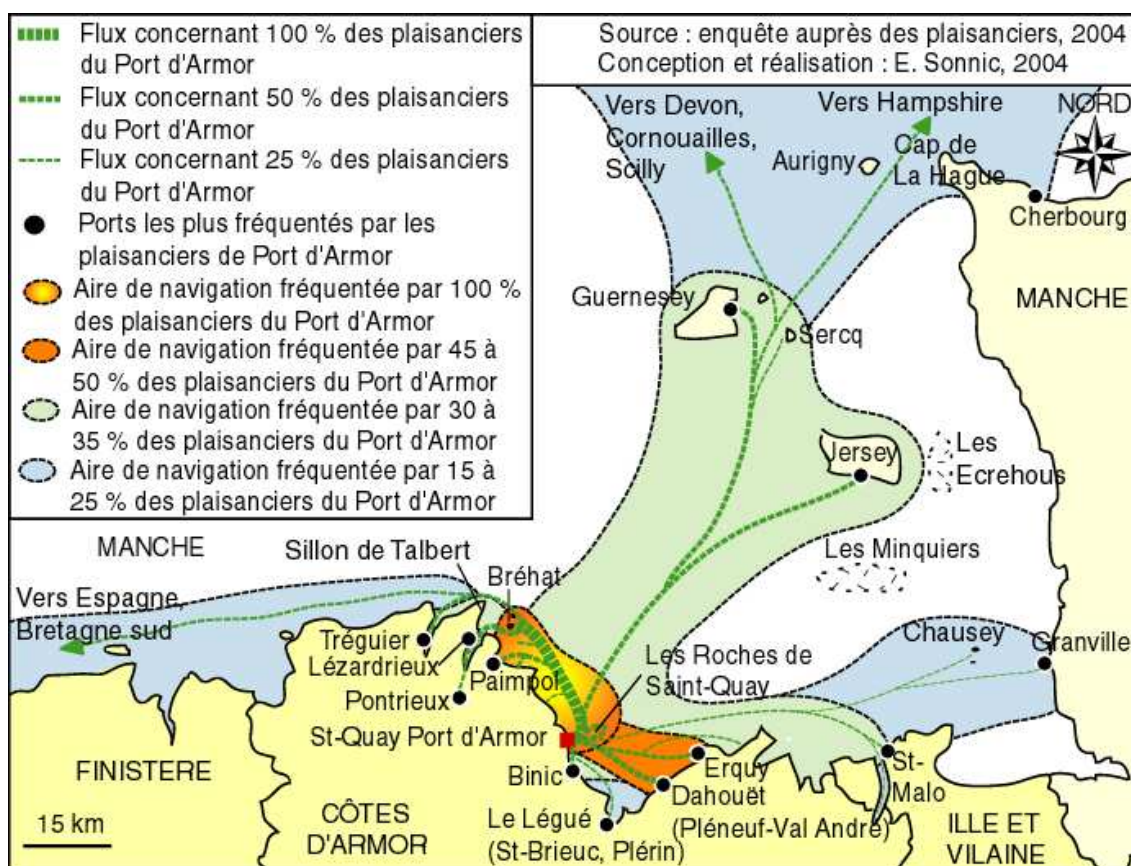 Flux concernant 100 % des plaisanciers
du Port d'Armor
Flux concernant 50 % des plaisanciers
du Port d'Armor
Flux concernant 25 % des plaisanciers
du Port d'Armor
Ports les plus fréquentés par les
plaisanciers de Port d'Armor
Aire de navigation fréquentée par 100 %
des plaisanciers du Port d'Armor
Aire de navigation fréquentée par 45 à
50 % des plaisanciers du Port d'Armor
Aire de navigation fréquentée par 30 à
35 % des plaisanciers du Port d'Armor
Aire de navigation fréquentée par 15 à
25 % des plaisanciers du Port d'Armor
Source : enquête auprès des plaisanciers, 2004
Conception et réalisation : E. Sonnic, 2004
Vers Devon,
Cornouailles,
Scilly
Vers Hampshire
NORD
Aurigny
Cap de
La Hague
Cherbourg
Guernesey
MANCHE
Sercq
Jersey
Les
Ecrehous
MANCHE
Sillon de Talbert
Les Minquiers
Bréhat
Vers Espagne,
Bretagne sud
Tréguier
Lézardrieux
Paimpol
Pontrieux
Chausey
Granville
Les Roches de
Saint-Quay
St-Quay Port d'Armor
FINISTERE
Binic
Erquy
Dahouët
(Pléneuf-Val André)
St-
Malo
CÔTES
D'ARMOR
Le Légué
(St-Brieuc, Plérin)
ILLE ET
VILAINE
15 km